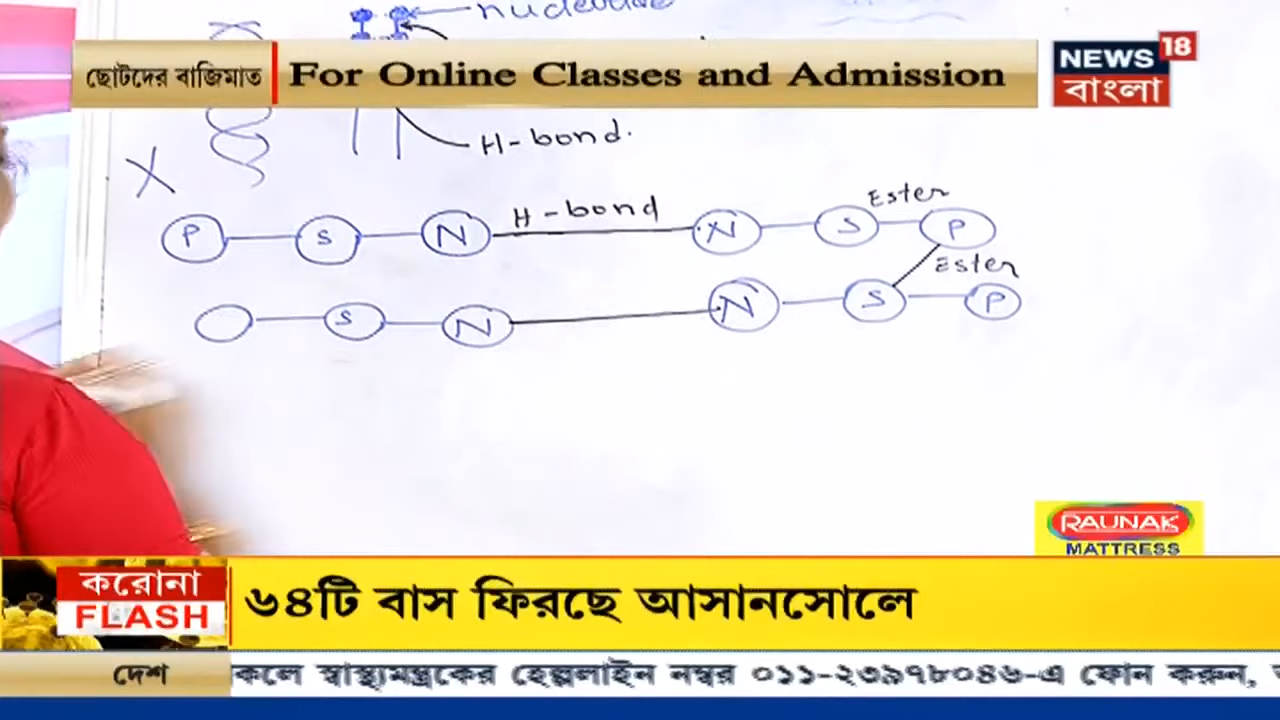 nucleobase
ছোটদের বাজিমাত
For Online Classes and Admission
NEWS 18
বাংলা
H-bond.
X
P S N H-bond N S Ester P
Ester
S N N S P
RAUNAK
MATTRESS
করোনা
FLASH
৬৪টি বাস ফিরছে আসানসোলে
দেশ
কলে স্বাস্থ্যমন্ত্রকের হেল্পলাইন নম্বর ০১১-২৩৯৭৮০৪৬-এ ফোন করুন,